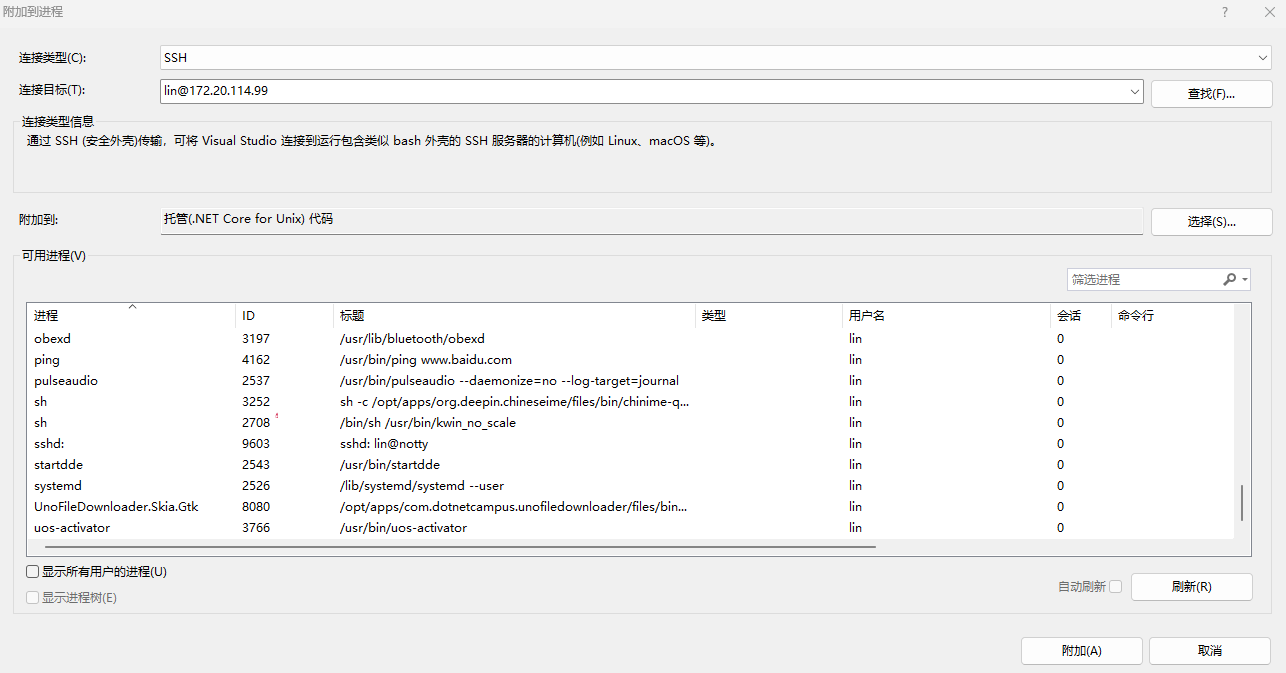 附加到进程
连接类型(C): SSH
连接目标(T): lin@172.20.114.99 查找(F)...
连接类型信息
通过 SSH (安全外壳)传输，可将 Visual Studio 连接到运行包含类似 bash 外壳的 SSH 服务器的计算机(例如 Linux、macOS 等)。
附加到: 托管(.NET Core for Unix) 代码 选择(S)...
可用进程(V)
筛选进程
进程 ID 标题 类型 用户名 会话 命令行
obexd 3197 /usr/lib/bluetooth/obexd lin 0
ping 4162 /usr/bin/ping www.baidu.com lin 0
pulseaudio 2537 /usr/bin/pulseaudio --daemonize=no --log-target=journal lin 0
sh 3252 sh -c /opt/apps/org.deepin.chineseime/files/bin/chinime-q... lin 0
sh 2708 /bin/sh /usr/bin/kwin_no_scale lin 0
sshd: 9603 sshd: lin@notty lin 0
startdde 2543 /usr/bin/startdde lin 0
systemd 2526 /lib/systemd/systemd --user lin 0
UnoFileDownloader.Skia.Gtk 8080 /opt/apps/com.dotnetcampus.unofiledownloader/files/bin... lin 0
uos-activator 3766 /usr/bin/uos-activator lin 0
显示所有用户的进程(U)
显示进程树(E)
自动刷新 刷新(R)
附加(A) 取消